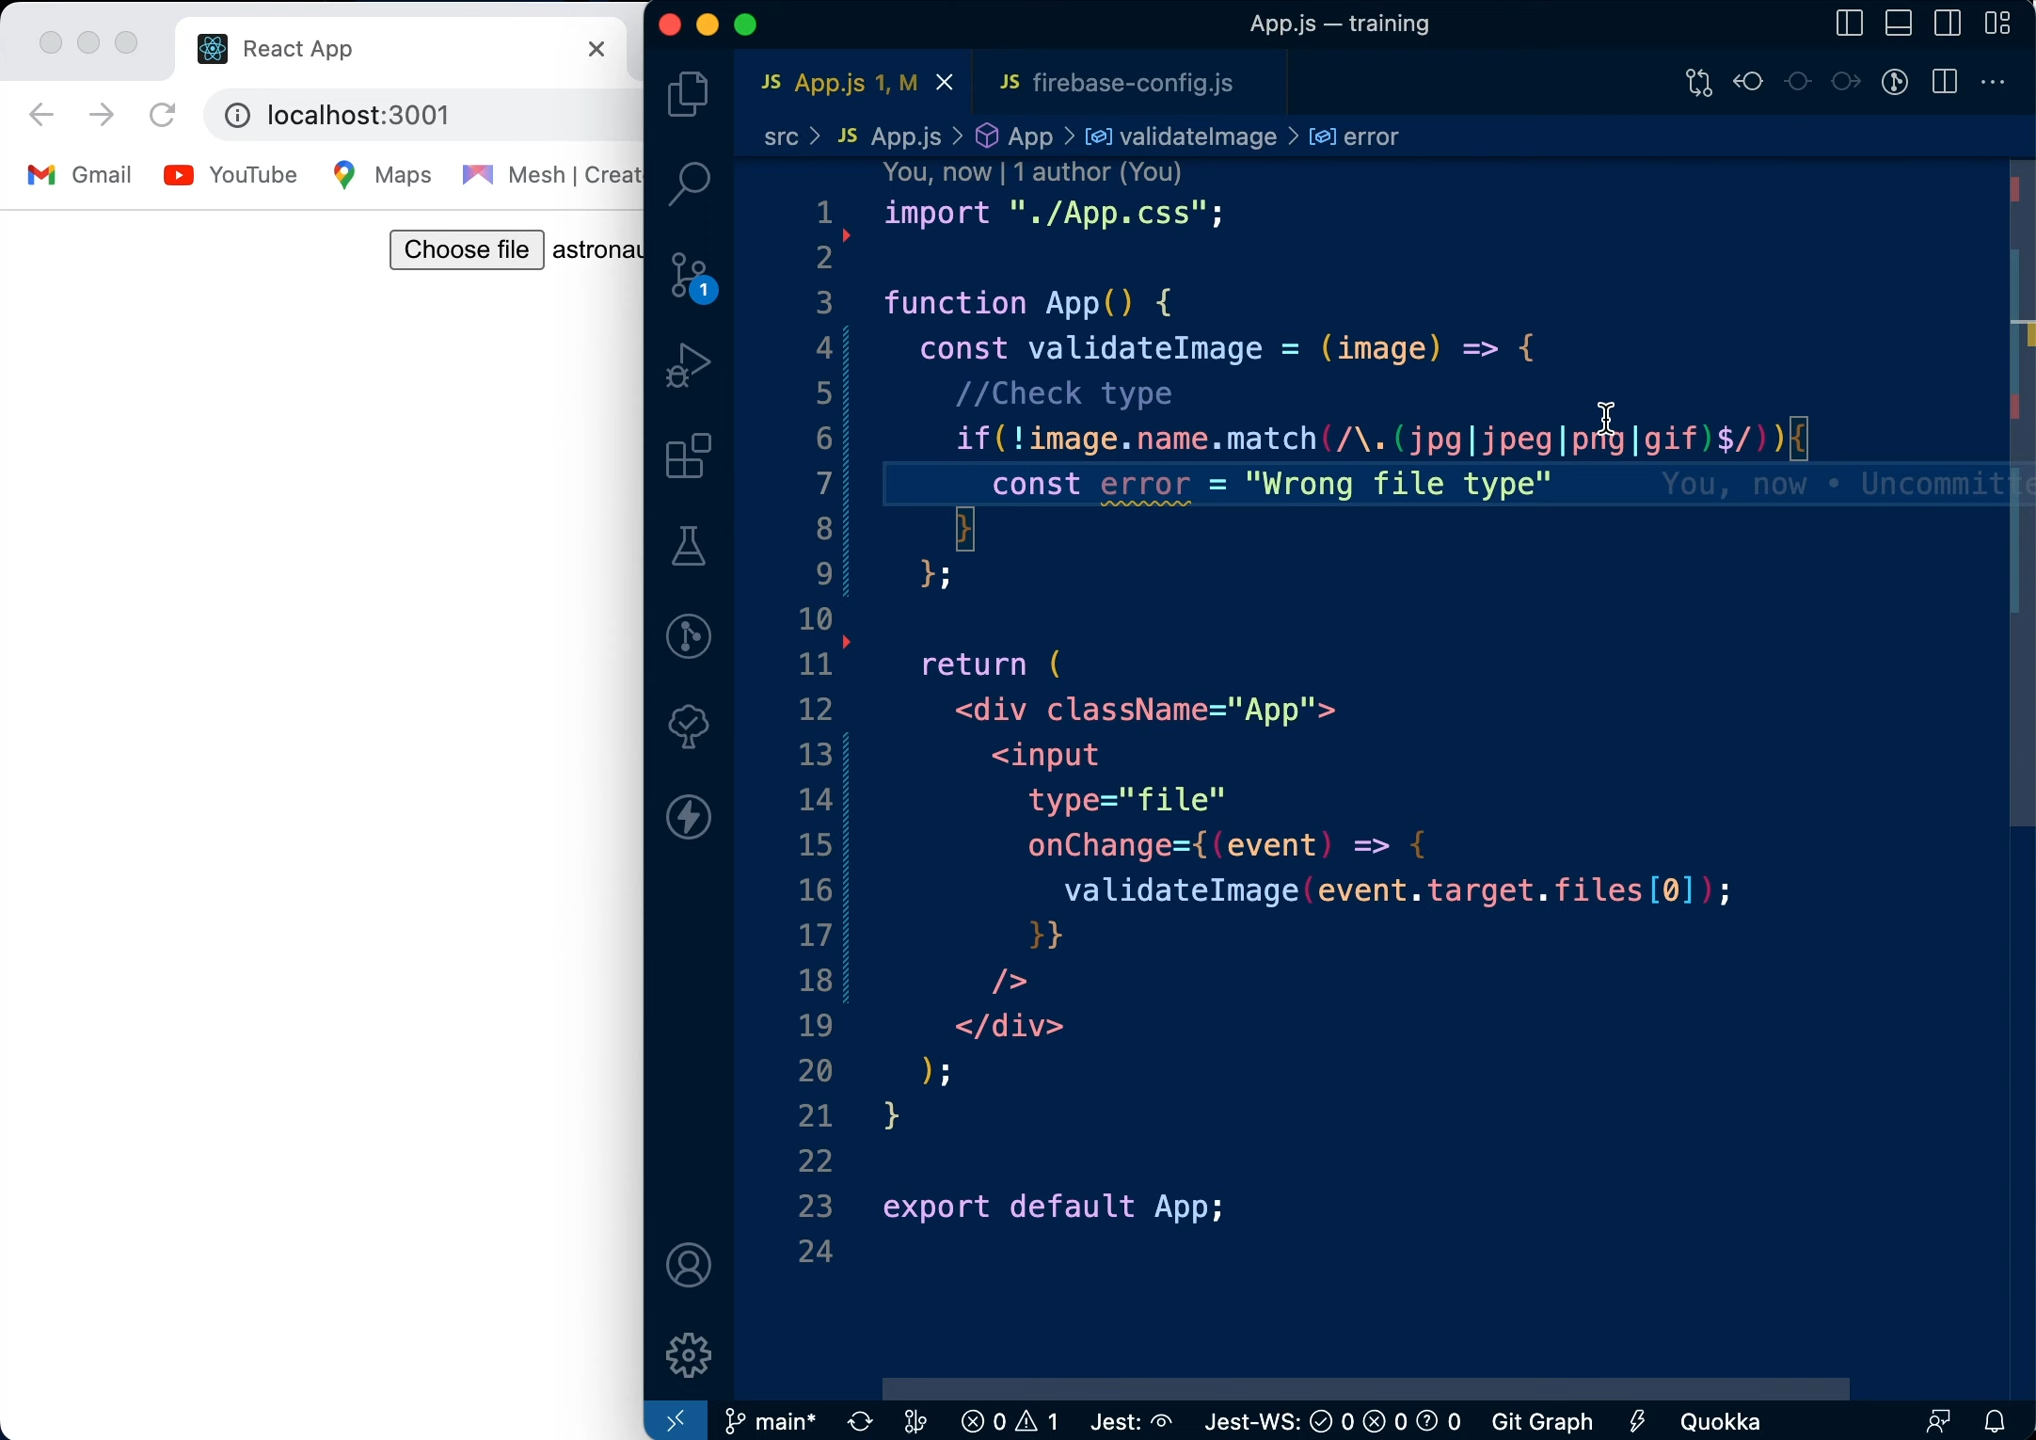 React App
localhost:3001
Gmail YouTube Maps Mesh | Creat
Choose file astronau
App.js — training
JS App.js 1, M JS firebase-config.js
src > JS App.js > App > validateImage > error
You, now | 1 author (You)
1 import "./App.css";
2
3 function App() {
4 const validateImage = (image) => {
5 //Check type
6 if(!image.name.match(/\.(jpg|jpeg|png|gif)$/)){
7 const error = "Wrong file type" You, now • Uncommitte
8 }
9 };
10
11 return (
12 <div className="App">
13 <input
14 type="file"
15 onChange={(event) => {
16 validateImage(event.target.files[0]);
17 }}
18 />
19 </div>
20 );
21 }
22
23 export default App;
24
1
main* 0 1 Jest: Jest-WS: 0 0 0 Git Graph Quokka